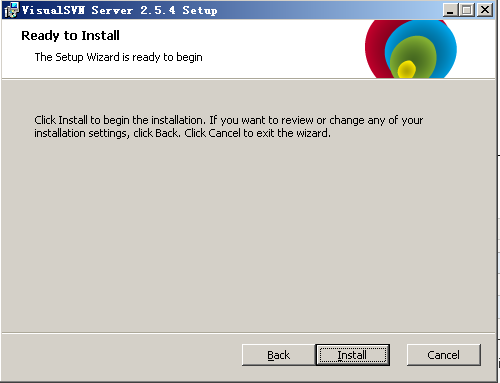 VisualSVN Server 2.5.4 Setup
Ready to Install
The Setup Wizard is ready to begin
Click Install to begin the installation. If you want to review or change any of your
installation settings, click Back. Click Cancel to exit the wizard.
Back
Install
Cancel